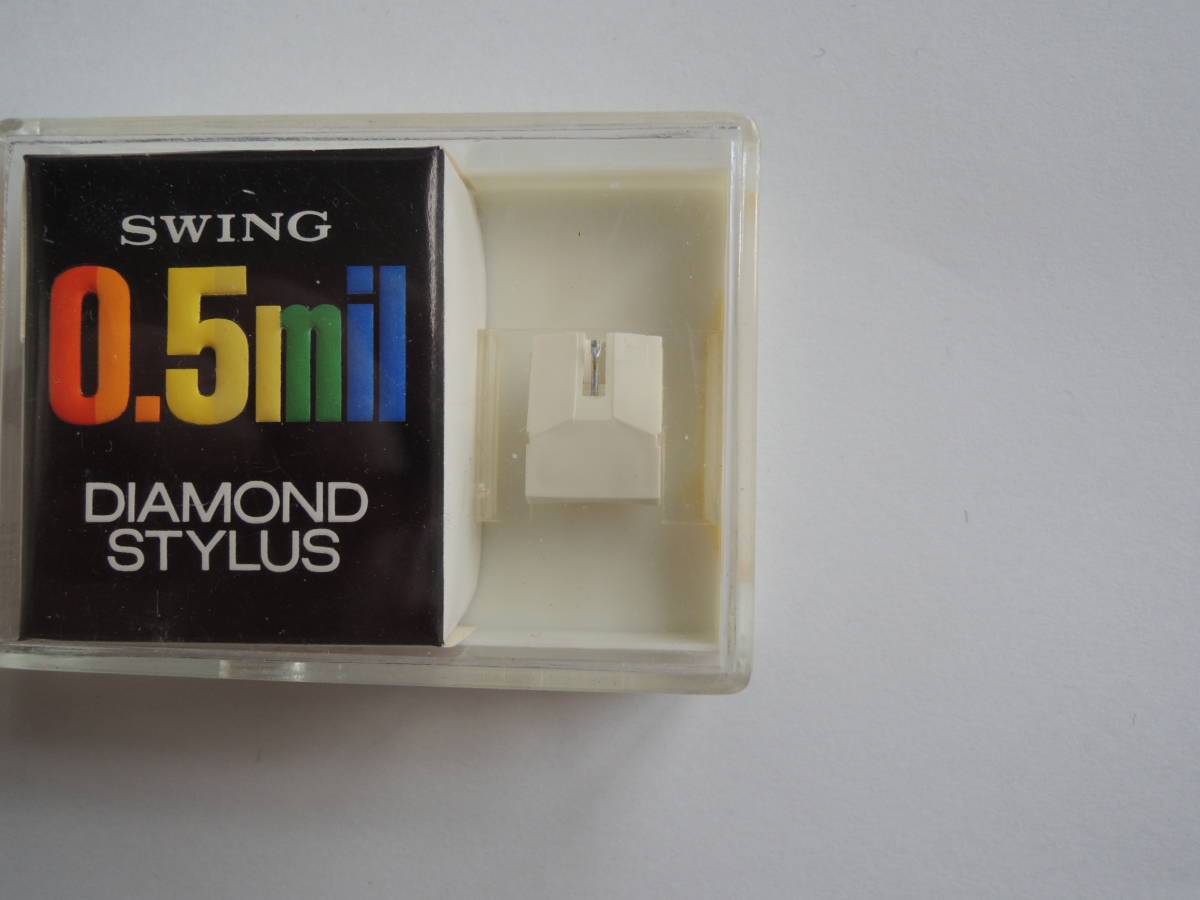 SWING
0.5mil
DIAMOND
STYLUS